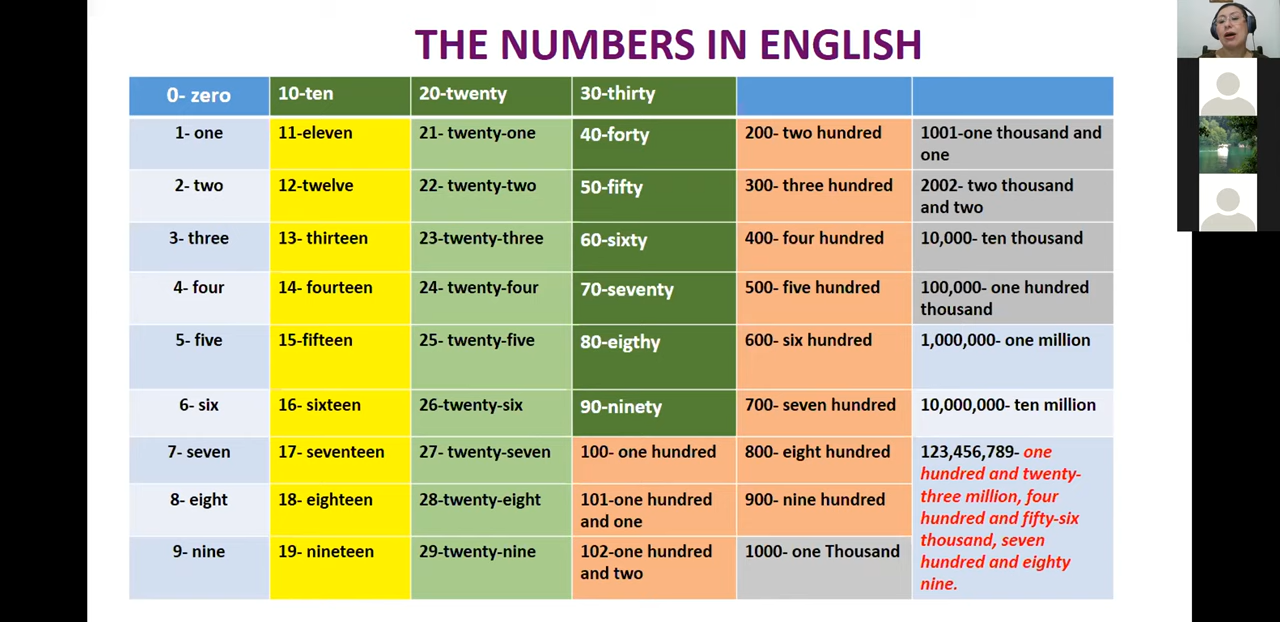 THE NUMBERS IN ENGLISH
0- zero
10-ten
20-twenty
30-thirty
1- one
11-eleven
21- twenty-one
40-forty
200- two hundred
1001-one thousand and
one
2- two
12-twelve
22- twenty-two
50-fifty
300- three hundred
2002- two thousand
and two
3- three
13- thirteen
23-twenty-three
60-sixty
400- four hundred
10,000- ten thousand
4- four
14- fourteen
24- twenty-four
70-seventy
500- five hundred
100,000- one hundred
thousand
5- five
15-fifteen
25- twenty-five
80-eigthy
600- six hundred
1,000,000- one million
6- six
16- sixteen
26-twenty-six
90-ninety
700- seven hundred
10,000,000- ten million
7- seven
17- seventeen
27- twenty-seven
100- one hundred
800- eight hundred
123,456,789- one
hundred and twenty-
three million, four
hundred and fifty-six
thousand, seven
hundred and eighty
nine.
8- eight
18- eighteen
28-twenty-eight
101-one hundred
and one
900- nine hundred
9- nine
19- nineteen
29-twenty-nine
102-one hundred
and two
1000- one Thousand